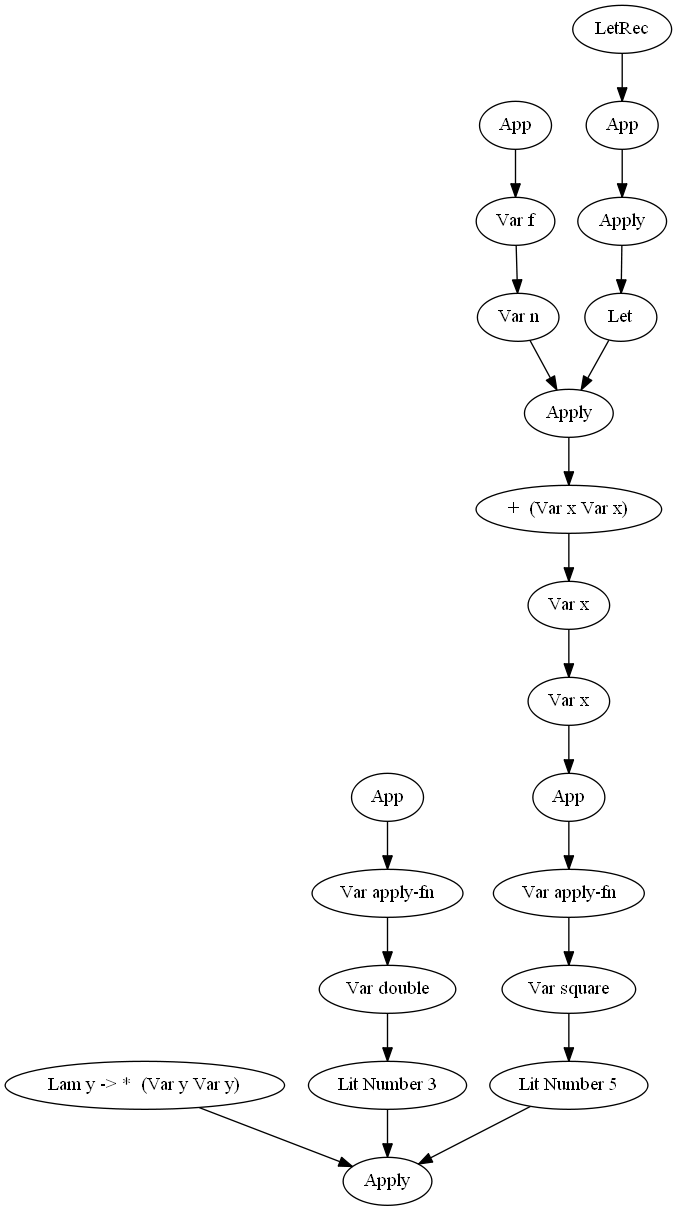 LetRec
App
App
Var f
Apply
Var n
Let
Apply
+ (Var x Var x)
Var x
Var x
App
App
Var apply-fn
Var apply-fn
Var double
Var square
Lam y -> * (Var y Var y)
Lit Number 3
Lit Number 5
Apply